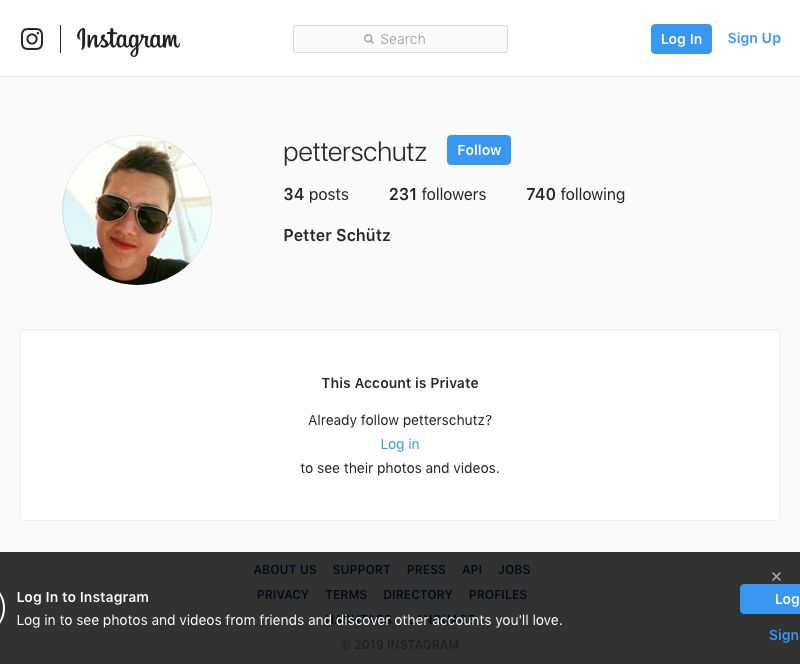 Instagram
Search
Log In
Sign Up
petterschutz
Follow
34 posts
231 followers
740 following
Petter Schütz
This Account is Private
Already follow petterschutz?
Log in
to see their photos and videos.
ABOUT US SUPPORT PRESS API JOBS
PRIVACY TERMS DIRECTORY PROFILES
Log In to Instagram
Log in to see photos and videos from friends and discover other accounts you'll love.
© 2019 INSTAGRAM
Log
Sign